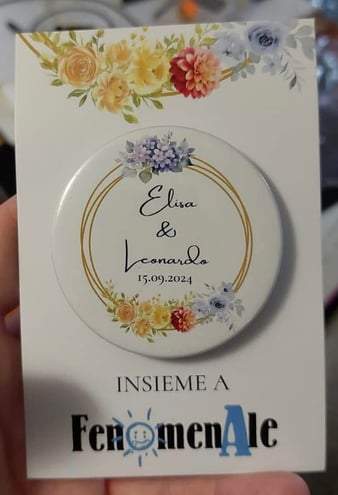 Elisa
&
Leonardo
15.09.2024
INSIEME A
FenomenAle